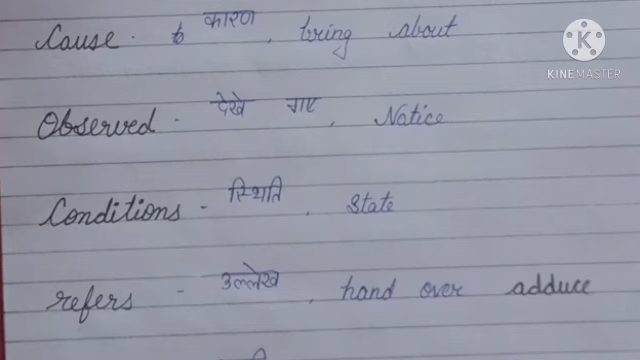 Cause. कारण, bring about
KINEMASTER
Observed - देखे गए, Notice
Conditions - स्थिति, State
refers - उल्लेख, hand over adduce